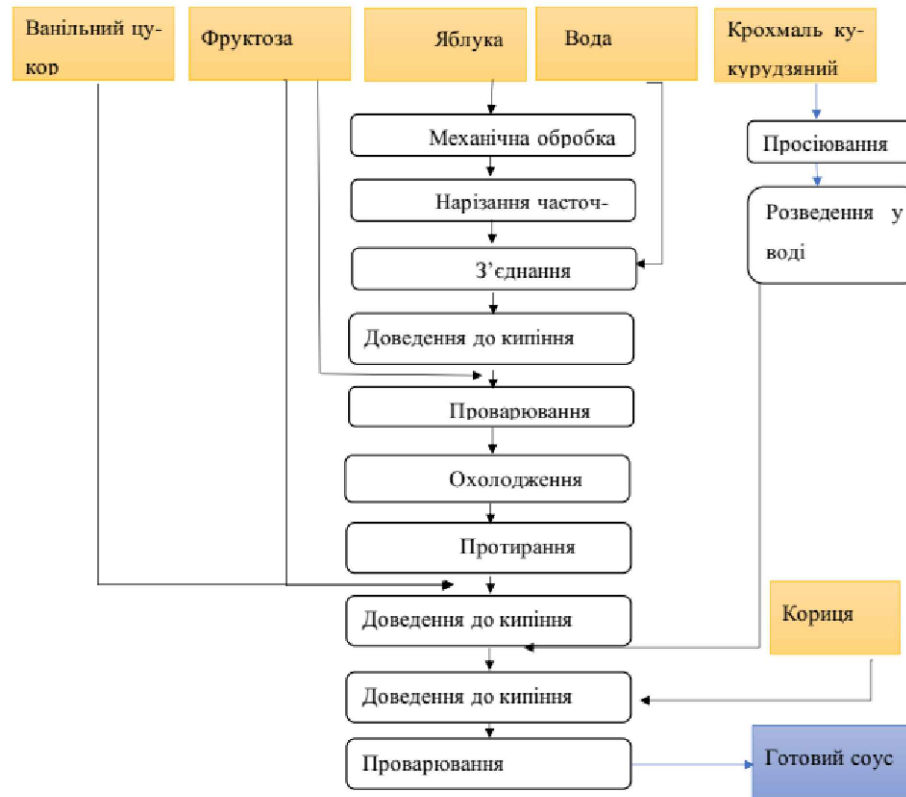 Ванільний цу-
кор
Фруктоза
Яблука
Вода
Крохмаль ку-
курудзяний
Механічна обробка
Просіювання
Нарізання часточ-
Розведення у
воді
З’єднання
Доведення до кипіння
Проварювання
Охолодження
Протирання
Доведення до кипіння
Кориця
Доведення до кипіння
Проварювання
Готовий соус